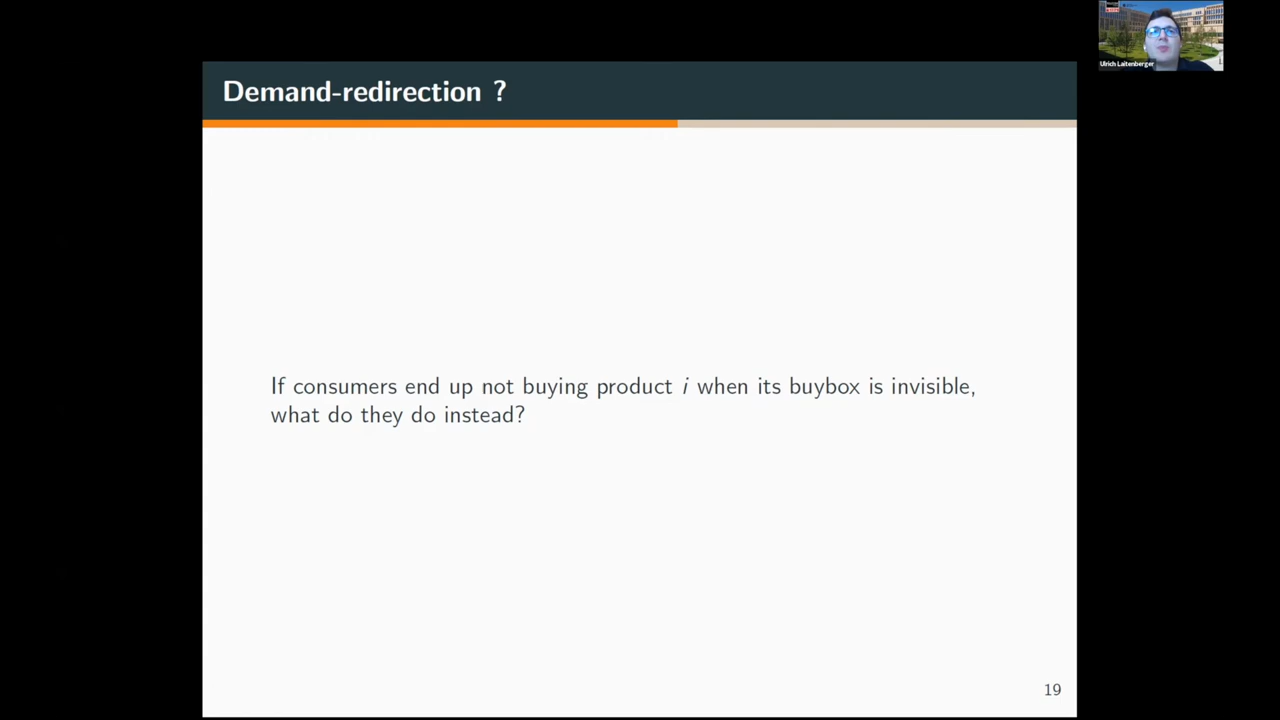 Demand-redirection ?
Ulrich Laitenberger
If consumers end up not buying product i when its buybox is invisible,
what do they do instead?
19